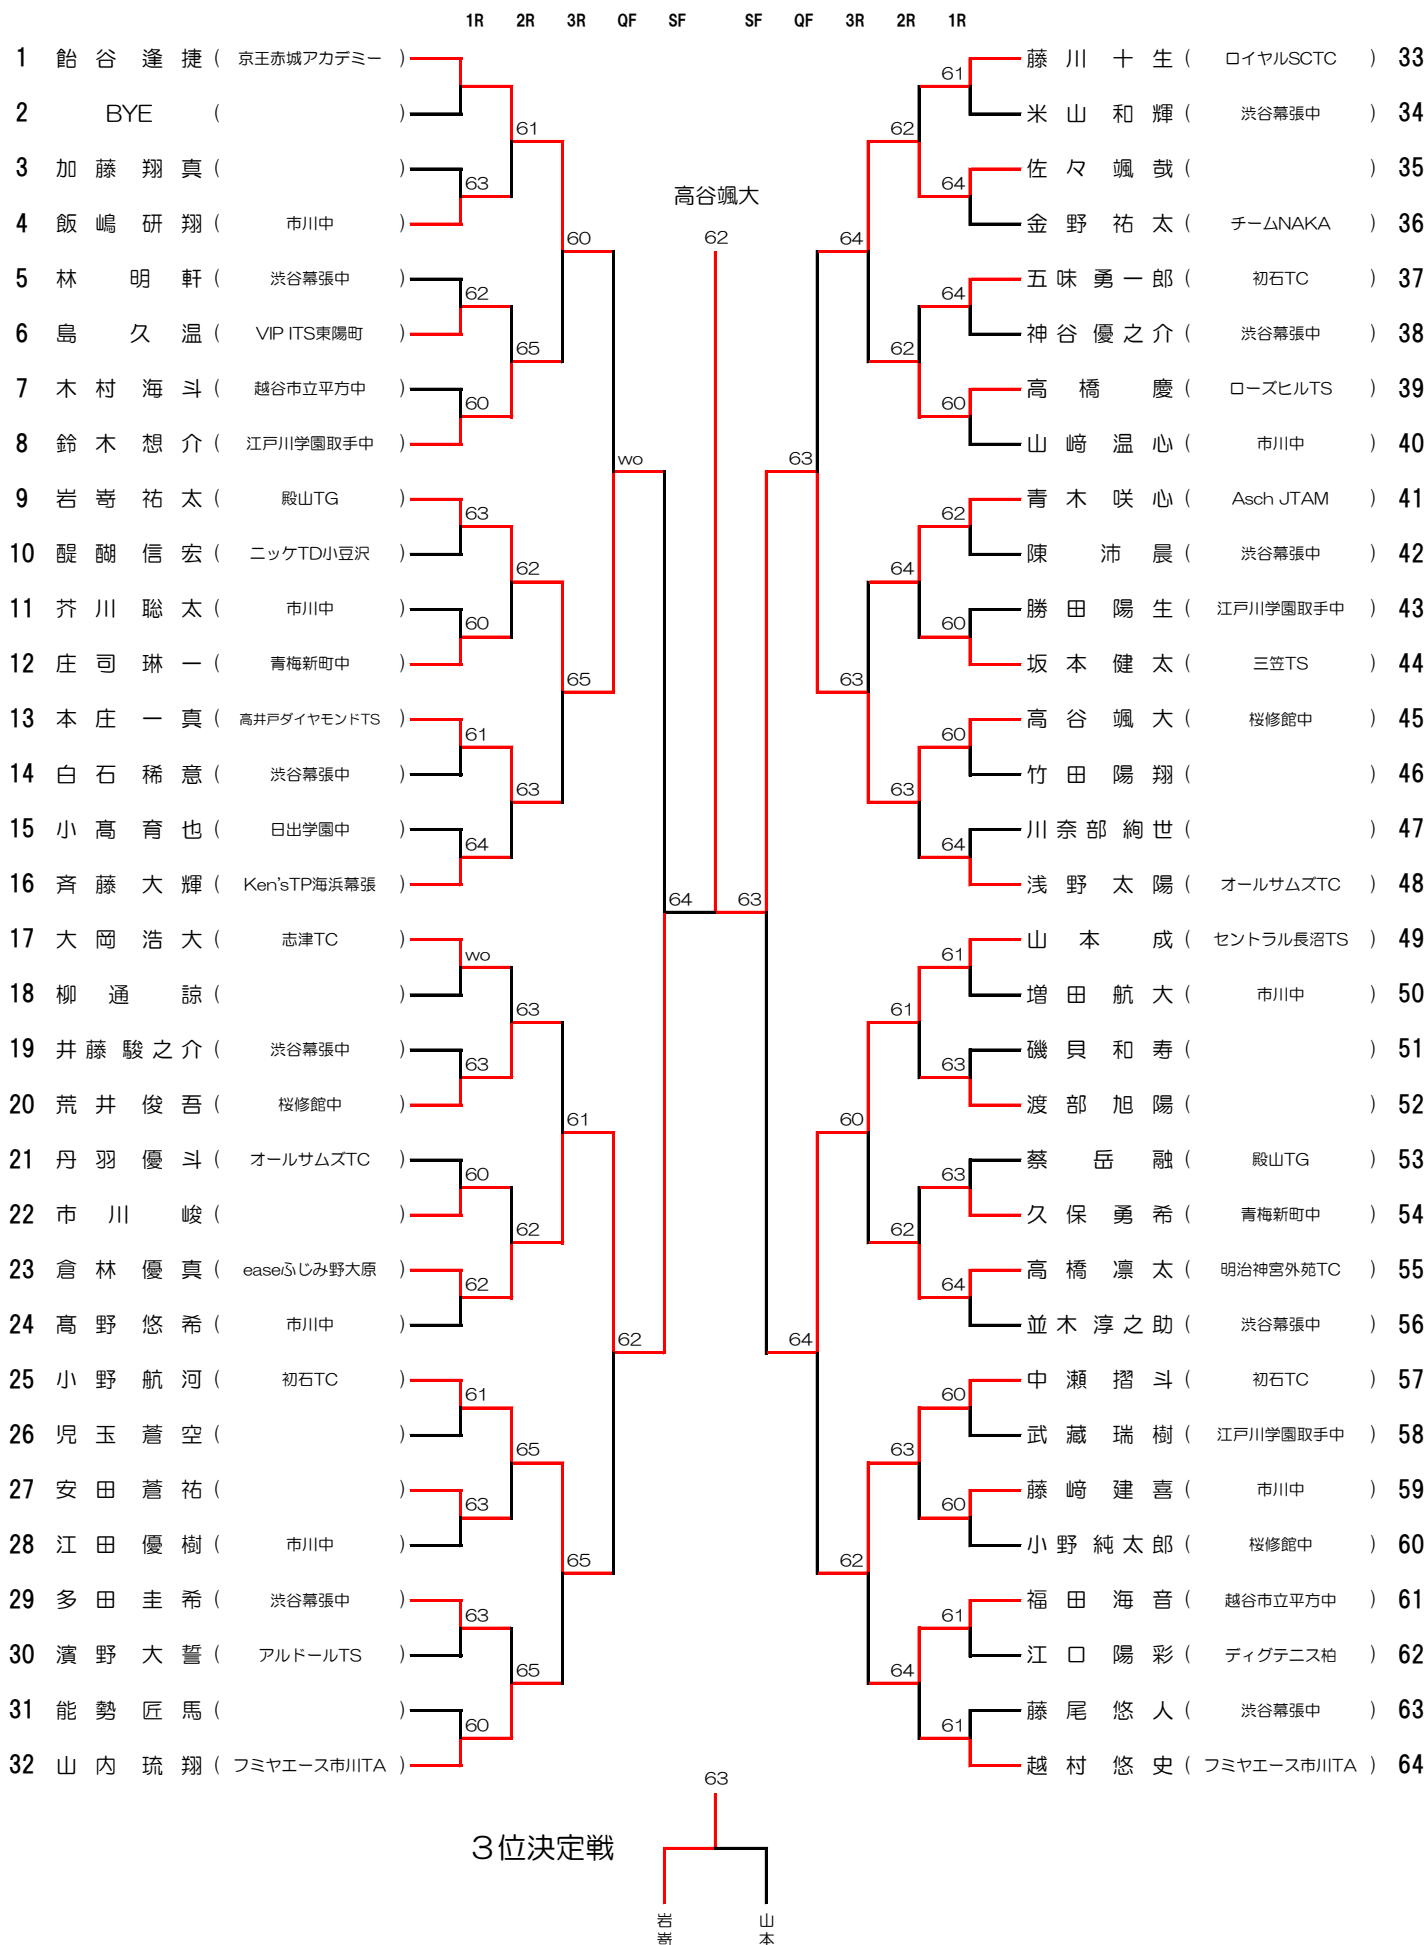 1R 2R 3R QF SF SF QF 3R 2R 1R
1 飴谷逢捷 ( 京王赤城アカデミー )
2 BYE ( )
61
3 加藤翔真 ( )
63
4 飯嶋研翔 ( 市川中 )
60
5 林明軒 ( 渋谷幕張中 )
62
6 島久温 ( VIP ITS東陽町 )
65
7 木村海斗 ( 越谷市立平方中 )
60
8 鈴木想介 ( 江戸川学園取手中 )
wo
9 岩嵜祐太 ( 殿山TG )
63
10 醍醐信宏 ( ニッケTD小豆沢 )
62
11 芥川聡太 ( 市川中 )
60
12 庄司琳一 ( 青梅新町中 )
65
13 本庄一真 ( 高井戸ダイヤモンドTS )
61
14 白石稀意 ( 渋谷幕張中 )
63
15 小髙育也 ( 日出学園中 )
64
16 斉藤大輝 ( Ken'sTP海浜幕張 )
64
17 大岡浩大 ( 志津TC )
wo
18 柳通諒 ( )
63
19 井藤駿之介 ( 渋谷幕張中 )
63
20 荒井俊吾 ( 桜修館中 )
61
21 丹羽優斗 ( オールサムズTC )
60
22 市川峻 ( )
62
23 倉林優真 ( easeふじみ野大原 )
62
24 髙野悠希 ( 市川中 )
62
25 小野航河 ( 初石TC )
61
26 児玉蒼空 ( )
65
27 安田蒼祐 ( )
63
28 江田優樹 ( 市川中 )
65
29 多田圭希 ( 渋谷幕張中 )
63
30 濱野大誓 ( アルドールTS )
65
31 能勢匠馬 ( )
60
32 山内琉翔 ( フミヤエース市川TA )
高谷颯大
62
藤川十生 ( ロイヤルSCTC ) 33
61
米山和輝 ( 渋谷幕張中 ) 34
62
佐々颯哉 ( ) 35
64
金野祐太 ( チームNAKA ) 36
64
五味勇一郎 ( 初石TC ) 37
64
神谷優之介 ( 渋谷幕張中 ) 38
62
高橋慶 ( ローズヒルTS ) 39
60
山﨑温心 ( 市川中 ) 40
63
青木咲心 ( Asch JTAM ) 41
62
陳沛晨 ( 渋谷幕張中 ) 42
64
勝田陽生 ( 江戸川学園取手中 ) 43
60
坂本健太 ( 三笠TS ) 44
63
高谷颯大 ( 桜修館中 ) 45
60
竹田陽翔 ( ) 46
63
川奈部絢世 ( ) 47
64
浅野太陽 ( オールサムズTC ) 48
63
山本成 ( セントラル長沼TS ) 49
61
増田航大 ( 市川中 ) 50
61
磯貝和寿 ( ) 51
63
渡部旭陽 ( ) 52
60
蔡岳融 ( 殿山TG ) 53
63
久保勇希 ( 青梅新町中 ) 54
62
高橋凛太 ( 明治神宮外苑TC ) 55
64
並木淳之助 ( 渋谷幕張中 ) 56
64
中瀬摺斗 ( 初石TC ) 57
60
武藏瑞樹 ( 江戸川学園取手中 ) 58
63
藤﨑建喜 ( 市川中 ) 59
60
小野純太郎 ( 桜修館中 ) 60
62
福田海音 ( 越谷市立平方中 ) 61
61
江口陽彩 ( ディグテニス柏 ) 62
64
藤尾悠人 ( 渋谷幕張中 ) 63
61
越村悠史 ( フミヤエース市川TA ) 64
63
3位決定戦
岩嵜
山本